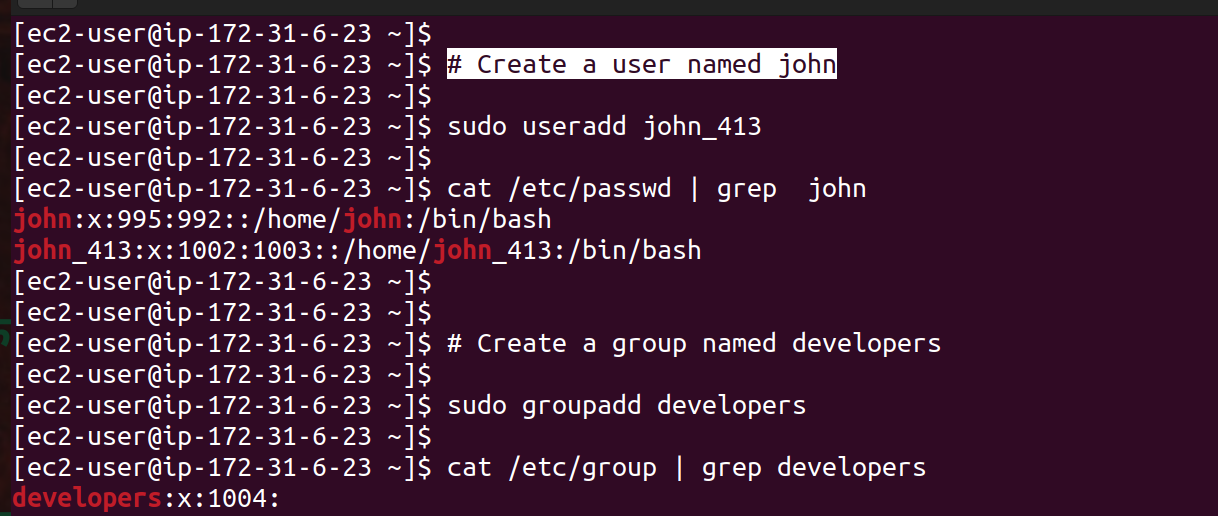 [ec2-user@ip-172-31-6-23 ~]$
[ec2-user@ip-172-31-6-23 ~]$ # Create a user named john
[ec2-user@ip-172-31-6-23 ~]$
[ec2-user@ip-172-31-6-23 ~]$ sudo useradd john_413
[ec2-user@ip-172-31-6-23 ~]$
[ec2-user@ip-172-31-6-23 ~]$ cat /etc/passwd | grep  john
john:x:995:992::/home/john:/bin/bash
john_413:x:1002:1003::/home/john_413:/bin/bash
[ec2-user@ip-172-31-6-23 ~]$
[ec2-user@ip-172-31-6-23 ~]$
[ec2-user@ip-172-31-6-23 ~]$ # Create a group named developers
[ec2-user@ip-172-31-6-23 ~]$
[ec2-user@ip-172-31-6-23 ~]$ sudo groupadd developers
[ec2-user@ip-172-31-6-23 ~]$
[ec2-user@ip-172-31-6-23 ~]$ cat /etc/group | grep developers
developers:x:1004: